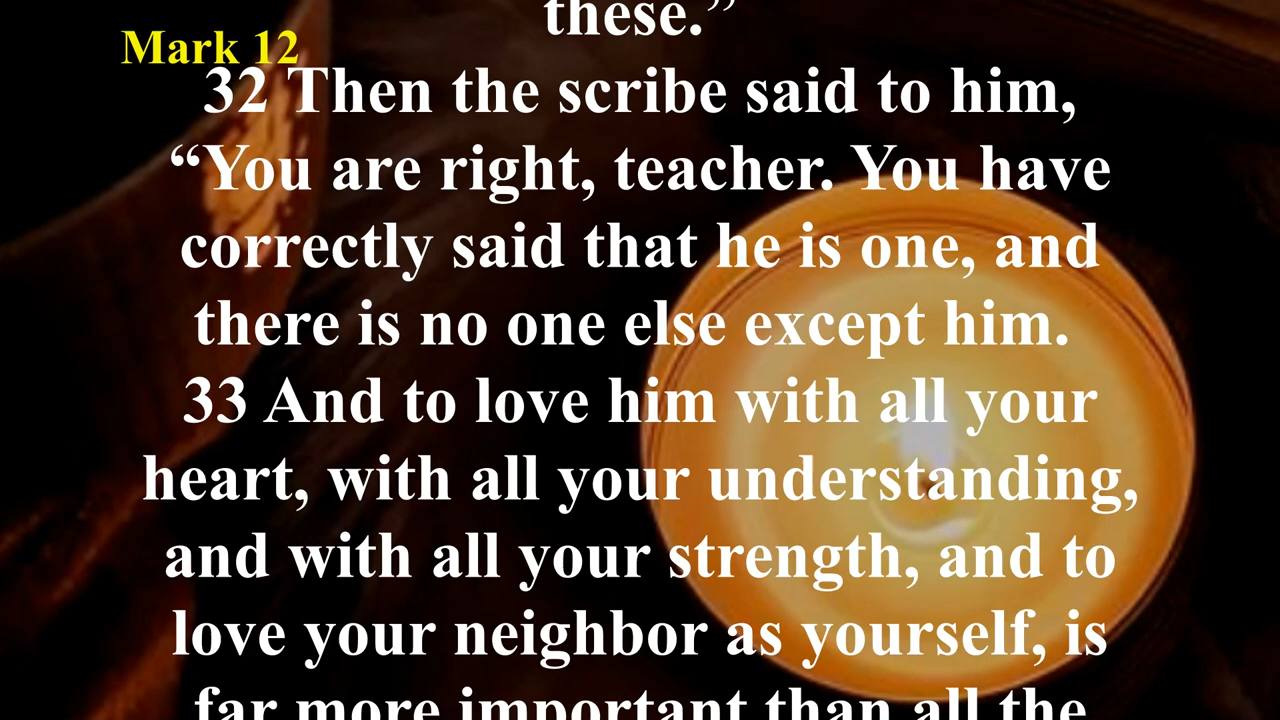 these.”
Mark 12
32 Then the scribe said to him,
“You are right, teacher. You have
correctly said that he is one, and
there is no one else except him.
33 And to love him with all your
heart, with all your understanding,
and with all your strength, and to
love your neighbor as yourself, is
far more important than all the